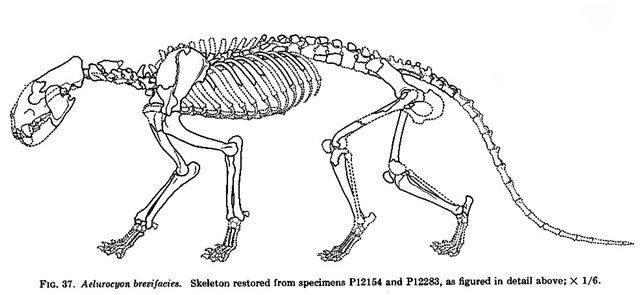 FIG. 37. Aelurocyon brevifacies. Skeleton restored from specimens P12154 and P12283, as figured in detail above; × 1/6.